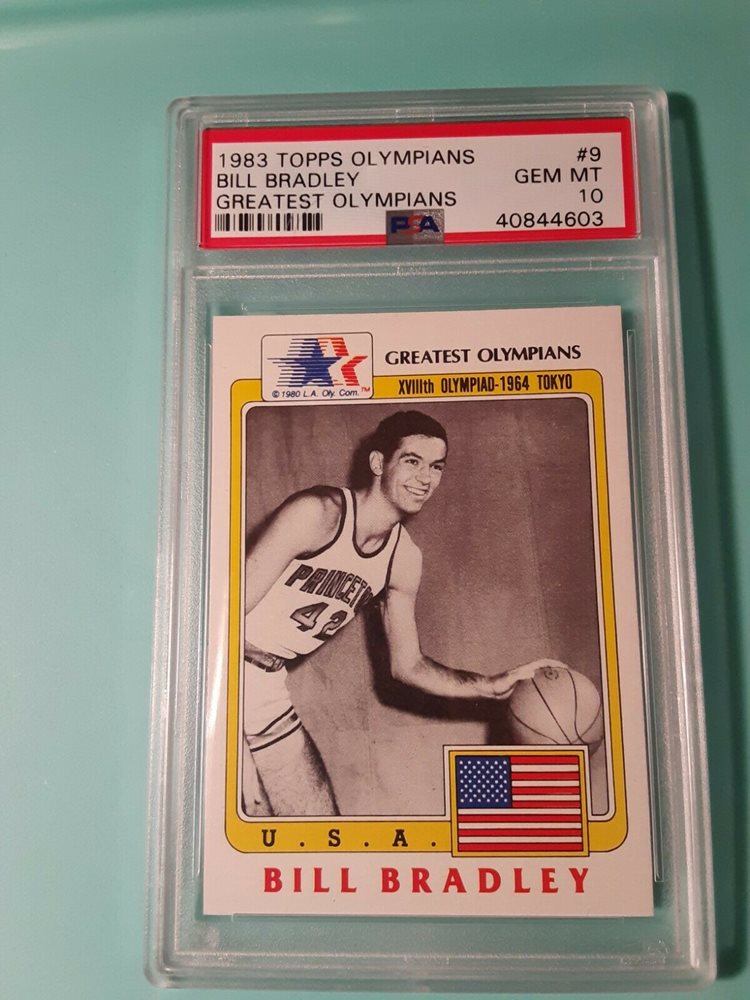 1983 TOPPS OLYMPIANS #9
BILL BRADLEY GEM MT
GREATEST OLYMPIANS 10
PSA 40844603
GREATEST OLYMPIANS
© 1980 L.A. Oly. Com.™
XVIIIth OLYMPIAD-1964 TOKYO
PRINCETON
42
U.S.A.
BILL BRADLEY